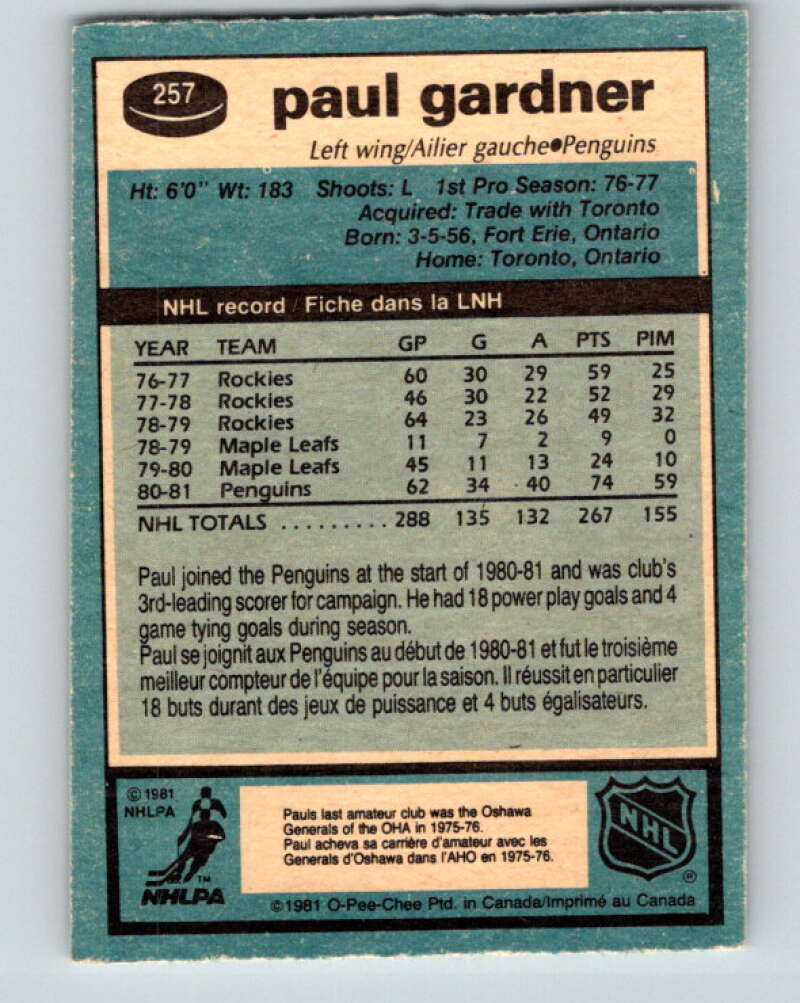 257
paul gardner
Left wing/Ailier gauche●Penguins
Ht: 6'0" Wt: 183 Shoots: L 1st Pro Season: 76-77
Acquired: Trade with Toronto
Born: 3-5-56, Fort Erie, Ontario
Home: Toronto, Ontario
NHL record / Fiche dans la LNH
YEAR TEAM GP G A PTS PIM
76-77 Rockies 60 30 29 59 25
77-78 Rockies 46 30 22 52 29
78-79 Rockies 64 23 26 49 32
78-79 Maple Leafs 11 7 2 9 0
79-80 Maple Leafs 45 11 13 24 10
80-81 Penguins 62 34 40 74 59
NHL TOTALS ......... 288 135 132 267 155
Paul joined the Penguins at the start of 1980-81 and was club's
3rd-leading scorer for campaign. He had 18 power play goals and 4
game tying goals during season.
Paul se joignit aux Penguins au début de 1980-81 et fut le troisième
meilleur compteur de l'équipe pour la saison. Il réussit en particulier
18 buts durant des jeux de puissance et 4 buts égalisateurs.
© 1981
NHLPA
TM
NHLPA
Pauls last amateur club was the Oshawa
Generals of the OHA in 1975-76.
Paul acheva sa carrière d'amateur avec les
Generals d'Oshawa dans l'AHO en 1975-76.
NHL
®
©1981 O-Pee-Chee Ptd. in Canada/Imprimé au Canada